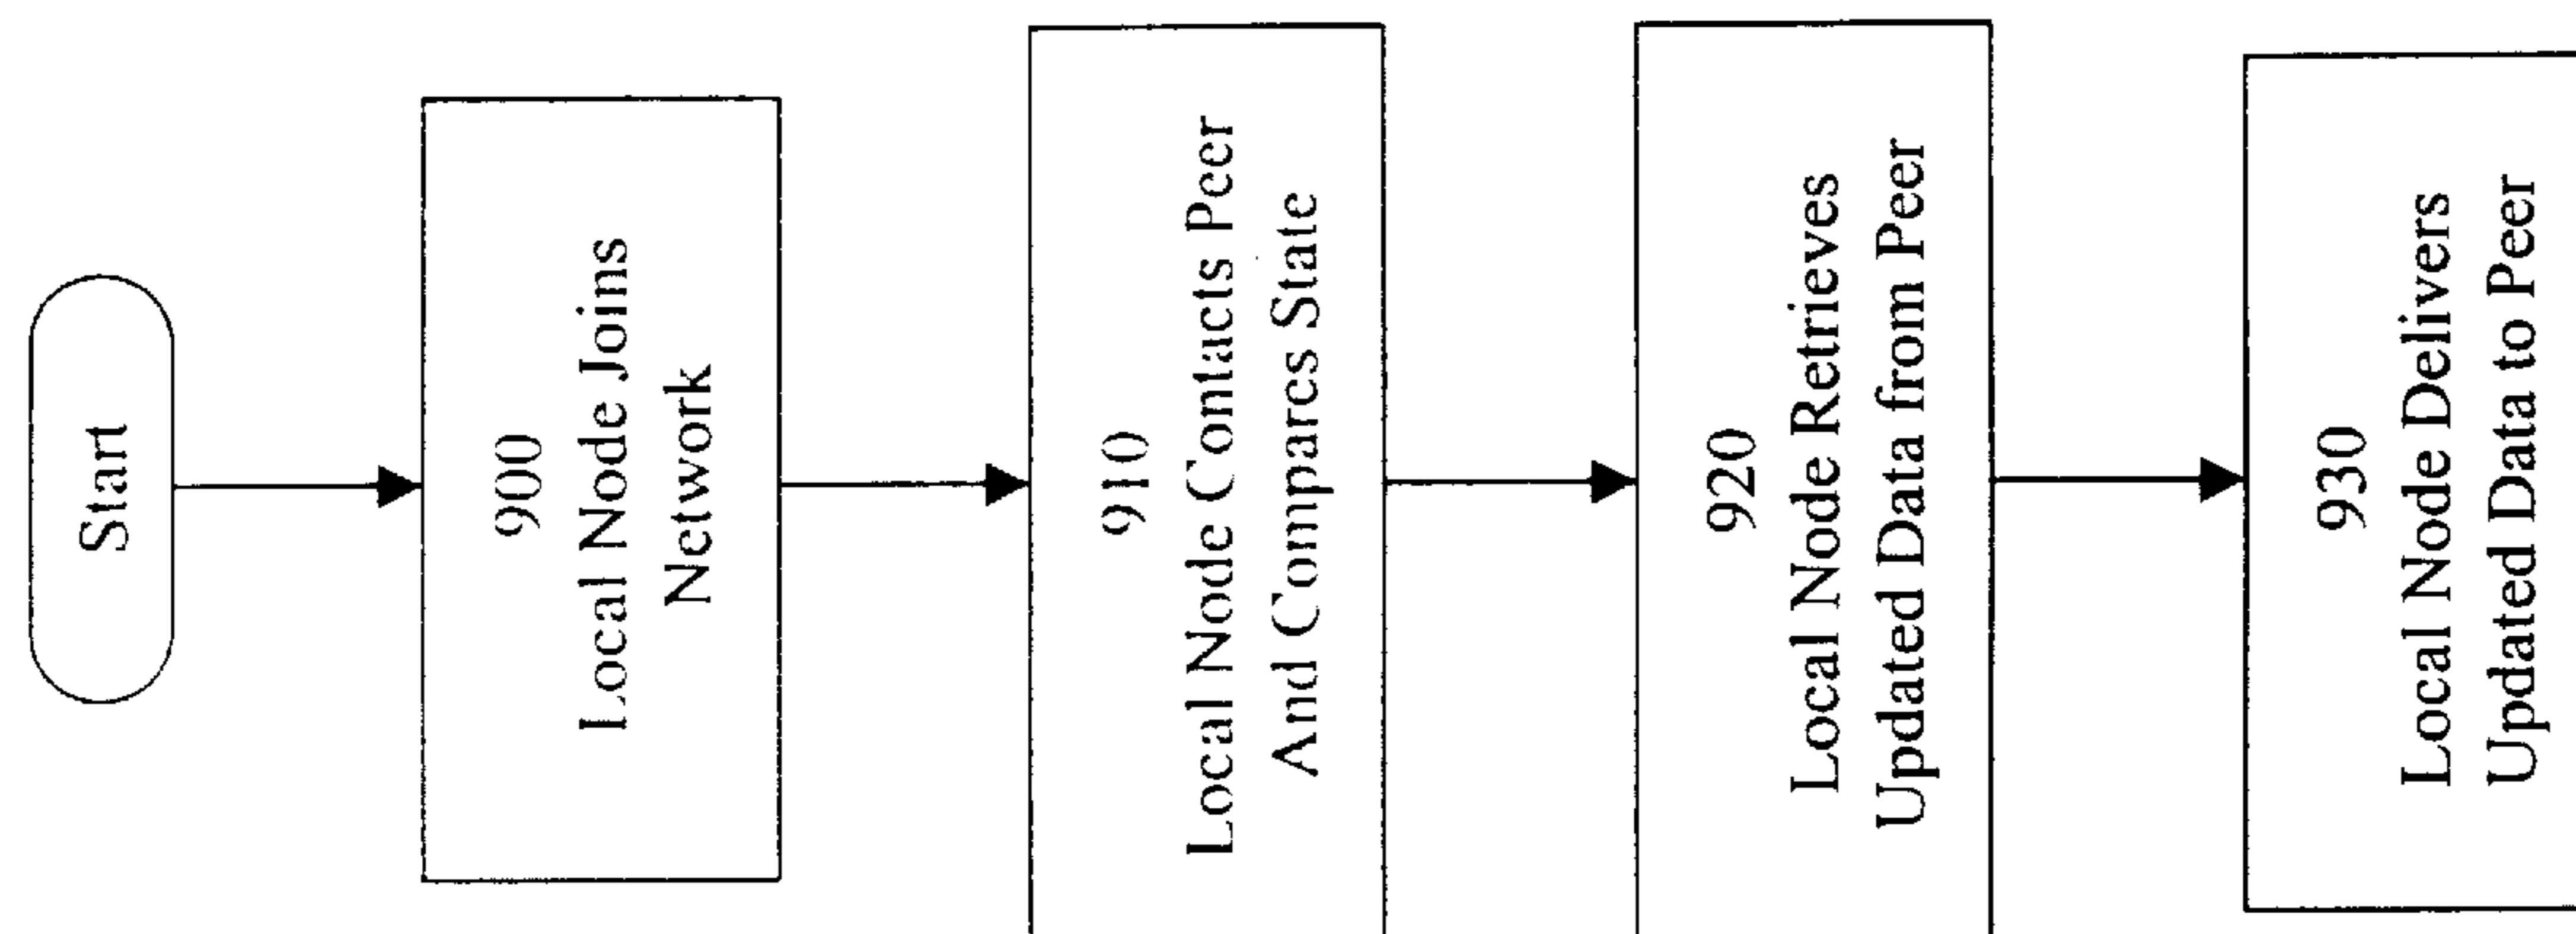 Start
900
Local Node Joins
Network
910
Local Node Contacts Peer
And Compares State
920
Local Node Retrieves
Updated Data from Peer
930
Local Node Delivers
Updated Data to Peer